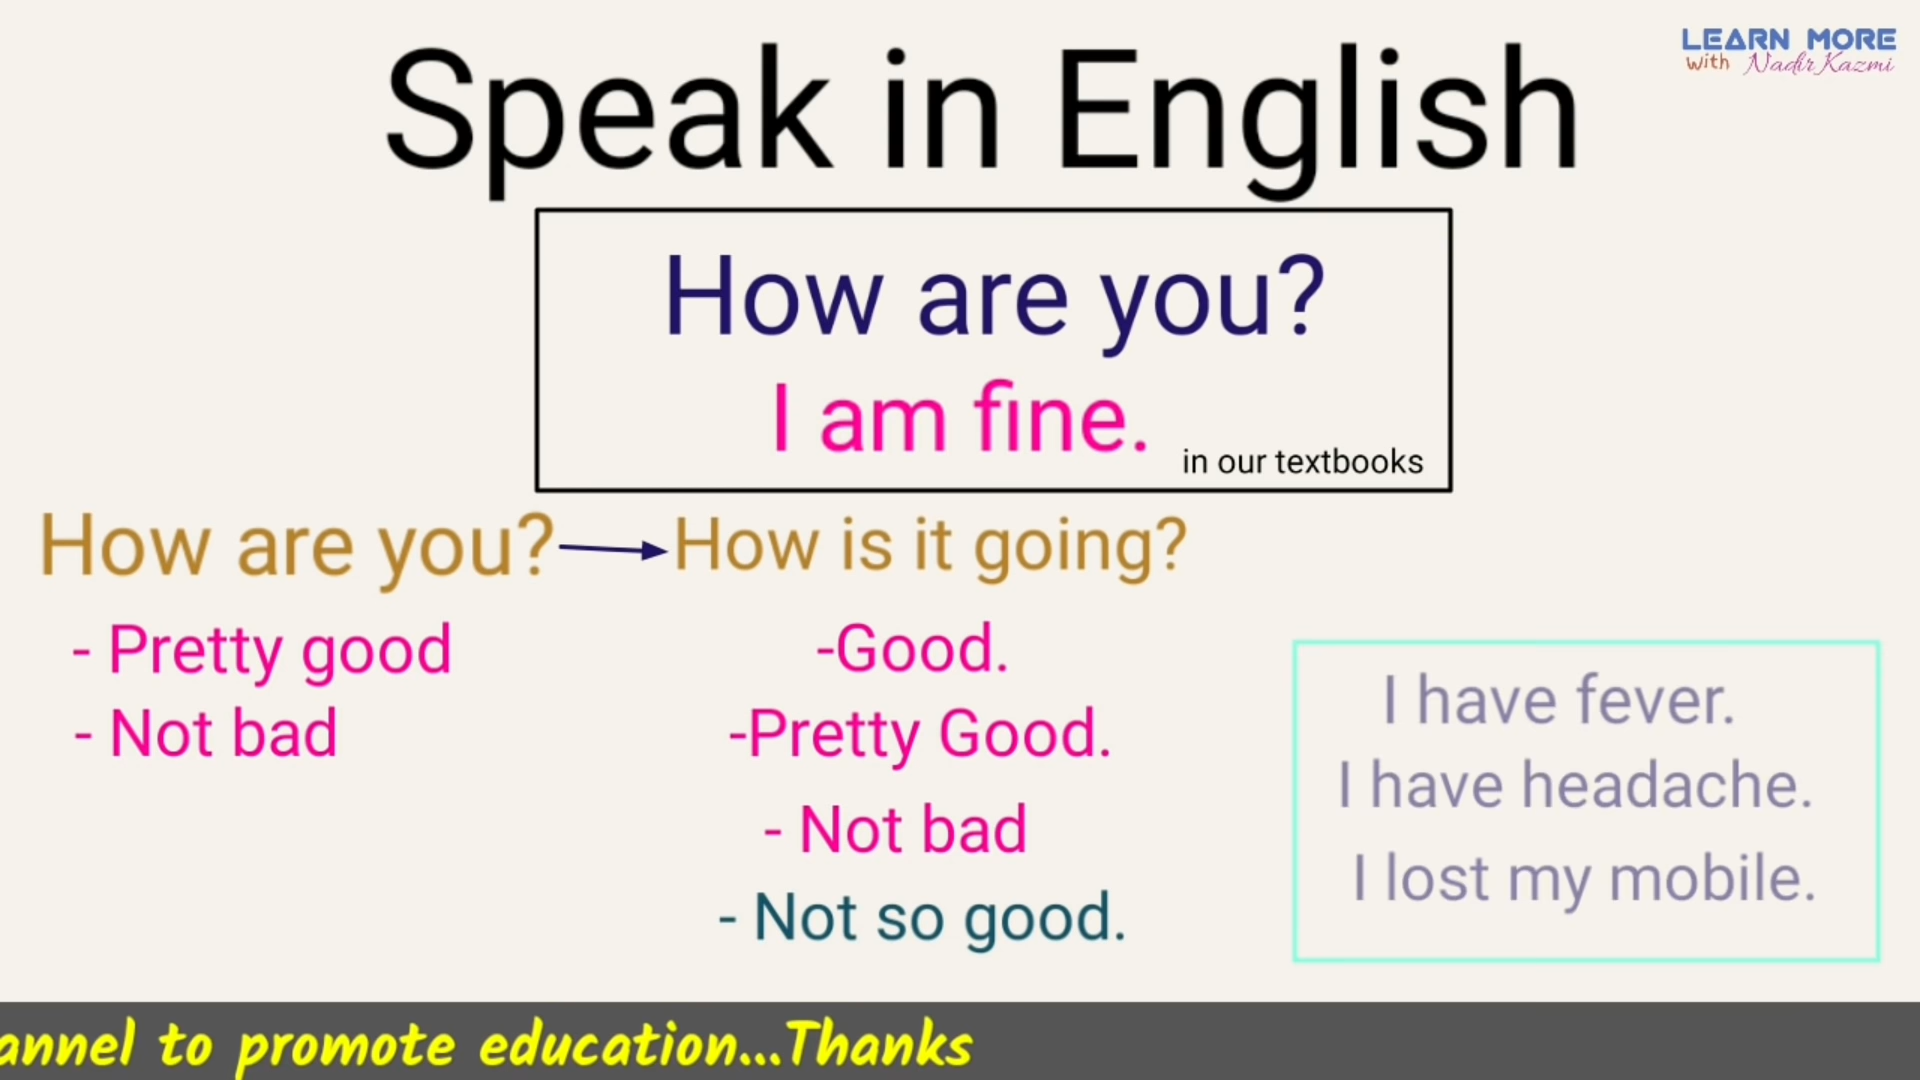 LEARN MORE
with Nadir Kazmi
Speak in English
How are you?
I am fine.
in our textbooks
How are you?
- Pretty good
- Not bad
How is it going?
-Good.
-Pretty Good.
- Not bad
- Not so good.
I have fever.
I have headache.
I lost my mobile.
annel to promote education...Thanks